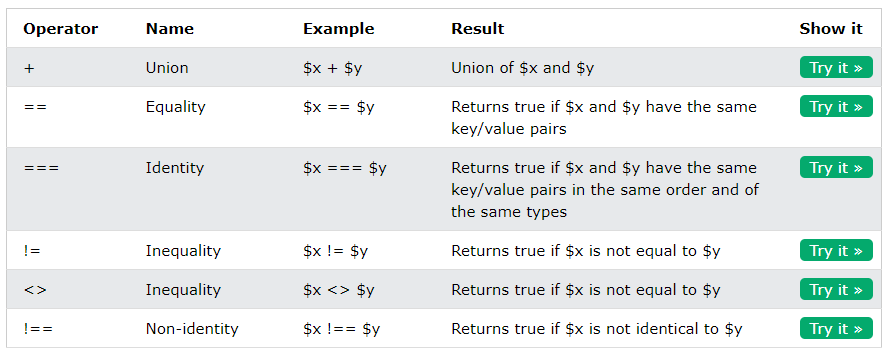 Operator Name Example Result Show it
+ Union $x + $y Union of $x and $y Try it »
== Equality $x == $y Returns true if $x and $y have the same Try it »
key/value pairs
=== Identity $x === $y Returns true if $x and $y have the same Try it »
key/value pairs in the same order and of
the same types
!= Inequality $x != $y Returns true if $x is not equal to $y Try it »
<> Inequality $x <> $y Returns true if $x is not equal to $y Try it »
!== Non-identity $x !== $y Returns true if $x is not identical to $y Try it »